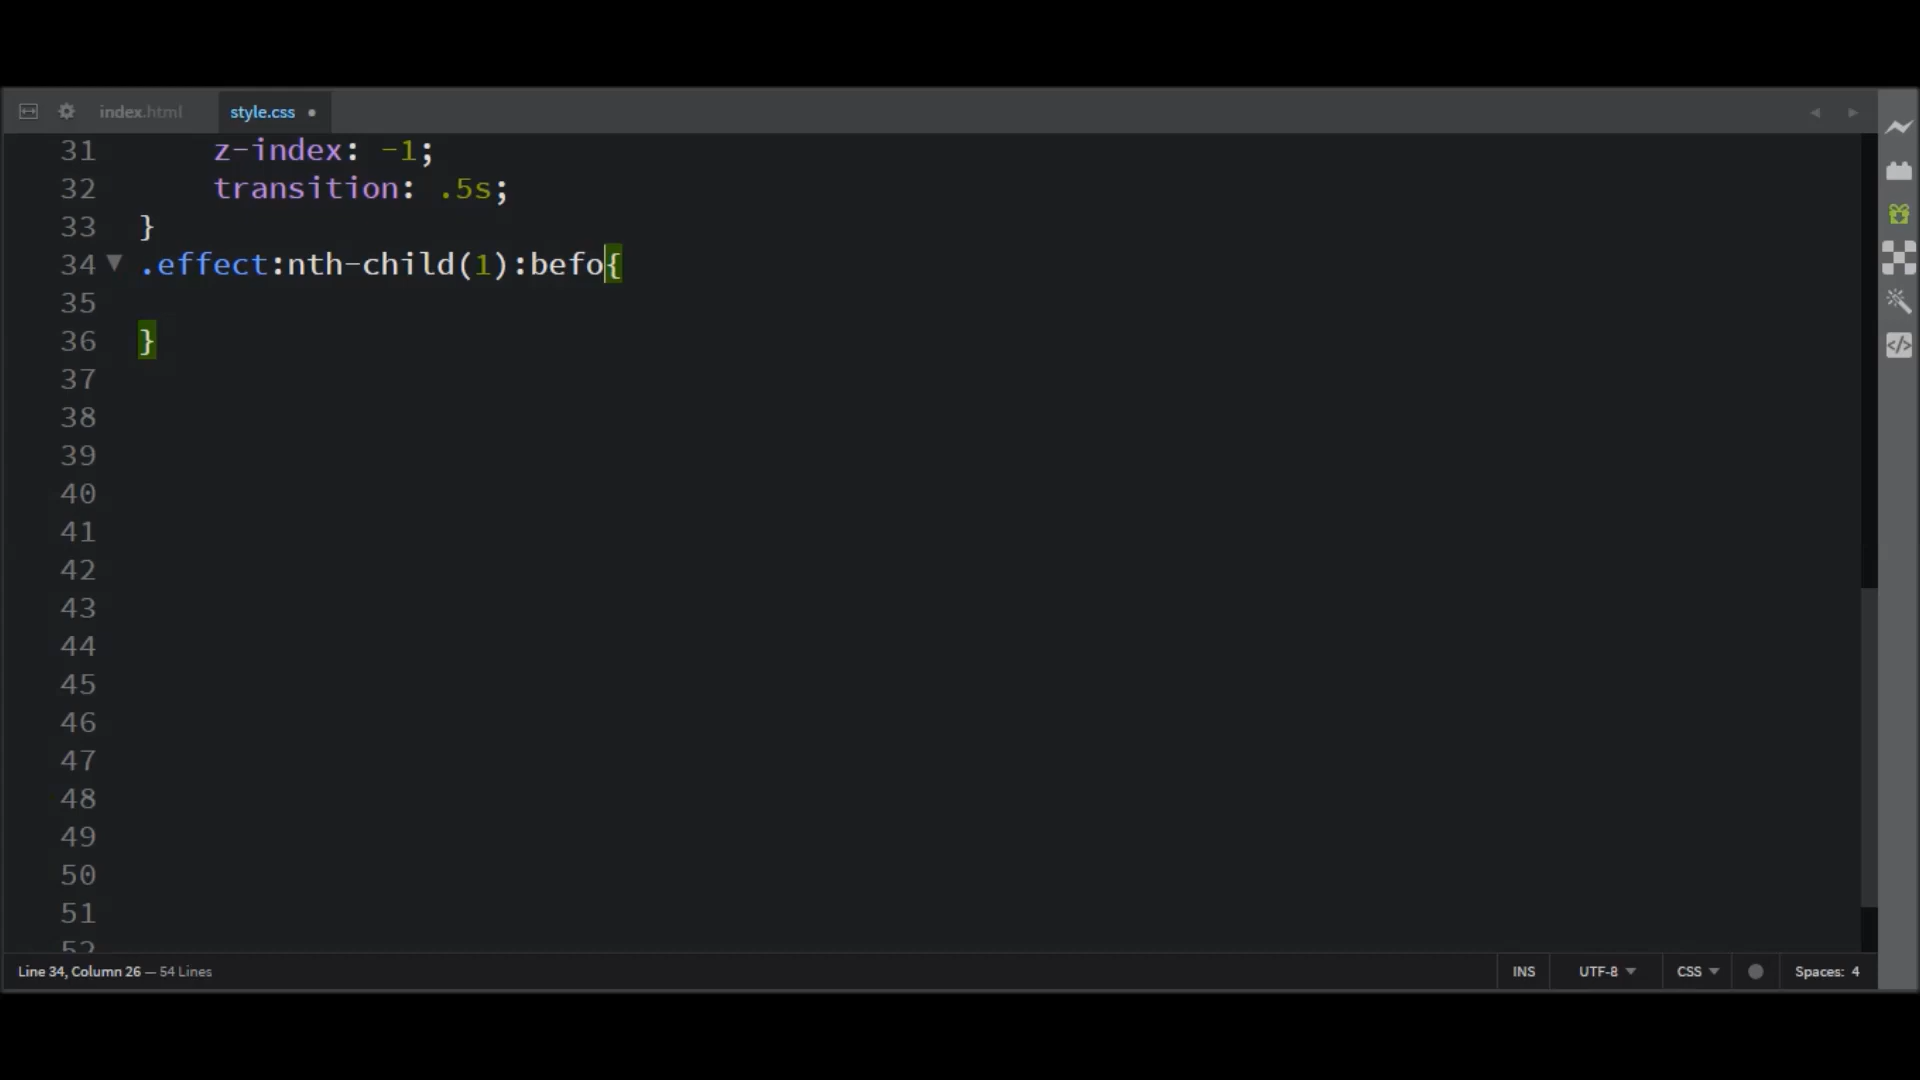 index.html
style.css •
31 z-index: -1;
32 transition: .5s;
33 }
34 .effect:nth-child(1):befo{
35
36 }
37
38
39
40
41
42
43
44
45
46
47
48
49
50
51
52
Line 34, Column 26 — 54 Lines
INS
UTF-8
CSS
Spaces: 4